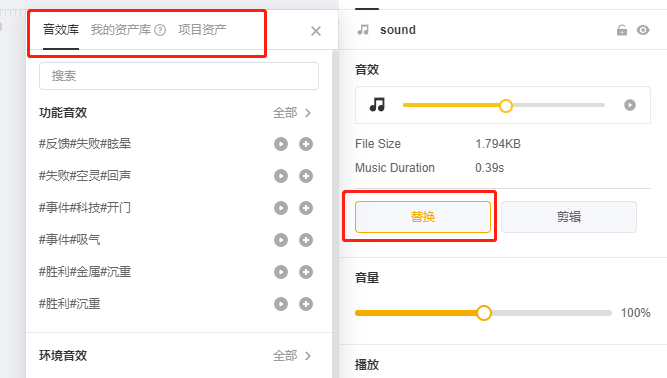 音效库 我的资产库 项目资产
搜索
功能音效 全部
#反馈#失败#眩晕
#失败#空灵#回声
#事件#科技#开门
#事件#吸气
#胜利#金属#沉重
#胜利#沉重
环境音效 全部
sound
音效
File Size 1.794KB
Music Duration 0.39s
替换 剪辑
音量
100%
播放